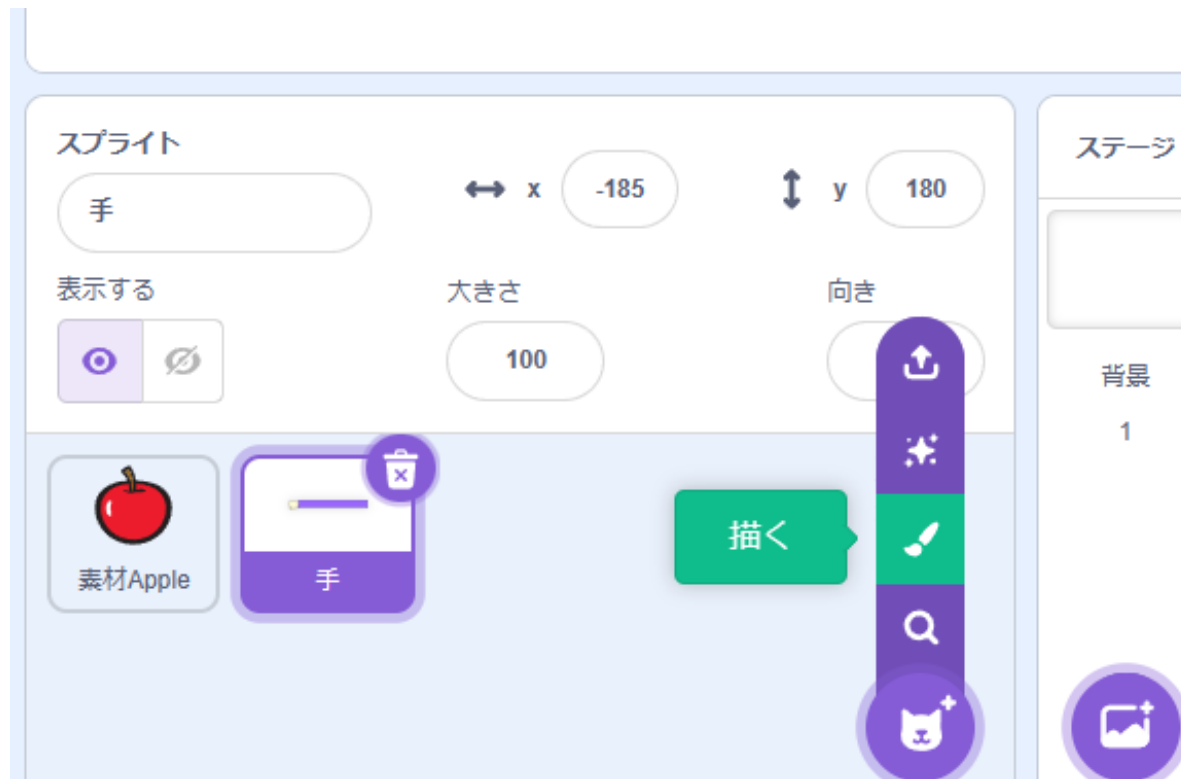 スプライト
ステージ
手
x
-185
y
180
表示する
大きさ
向き
100
背景
1
描く
素材Apple
手